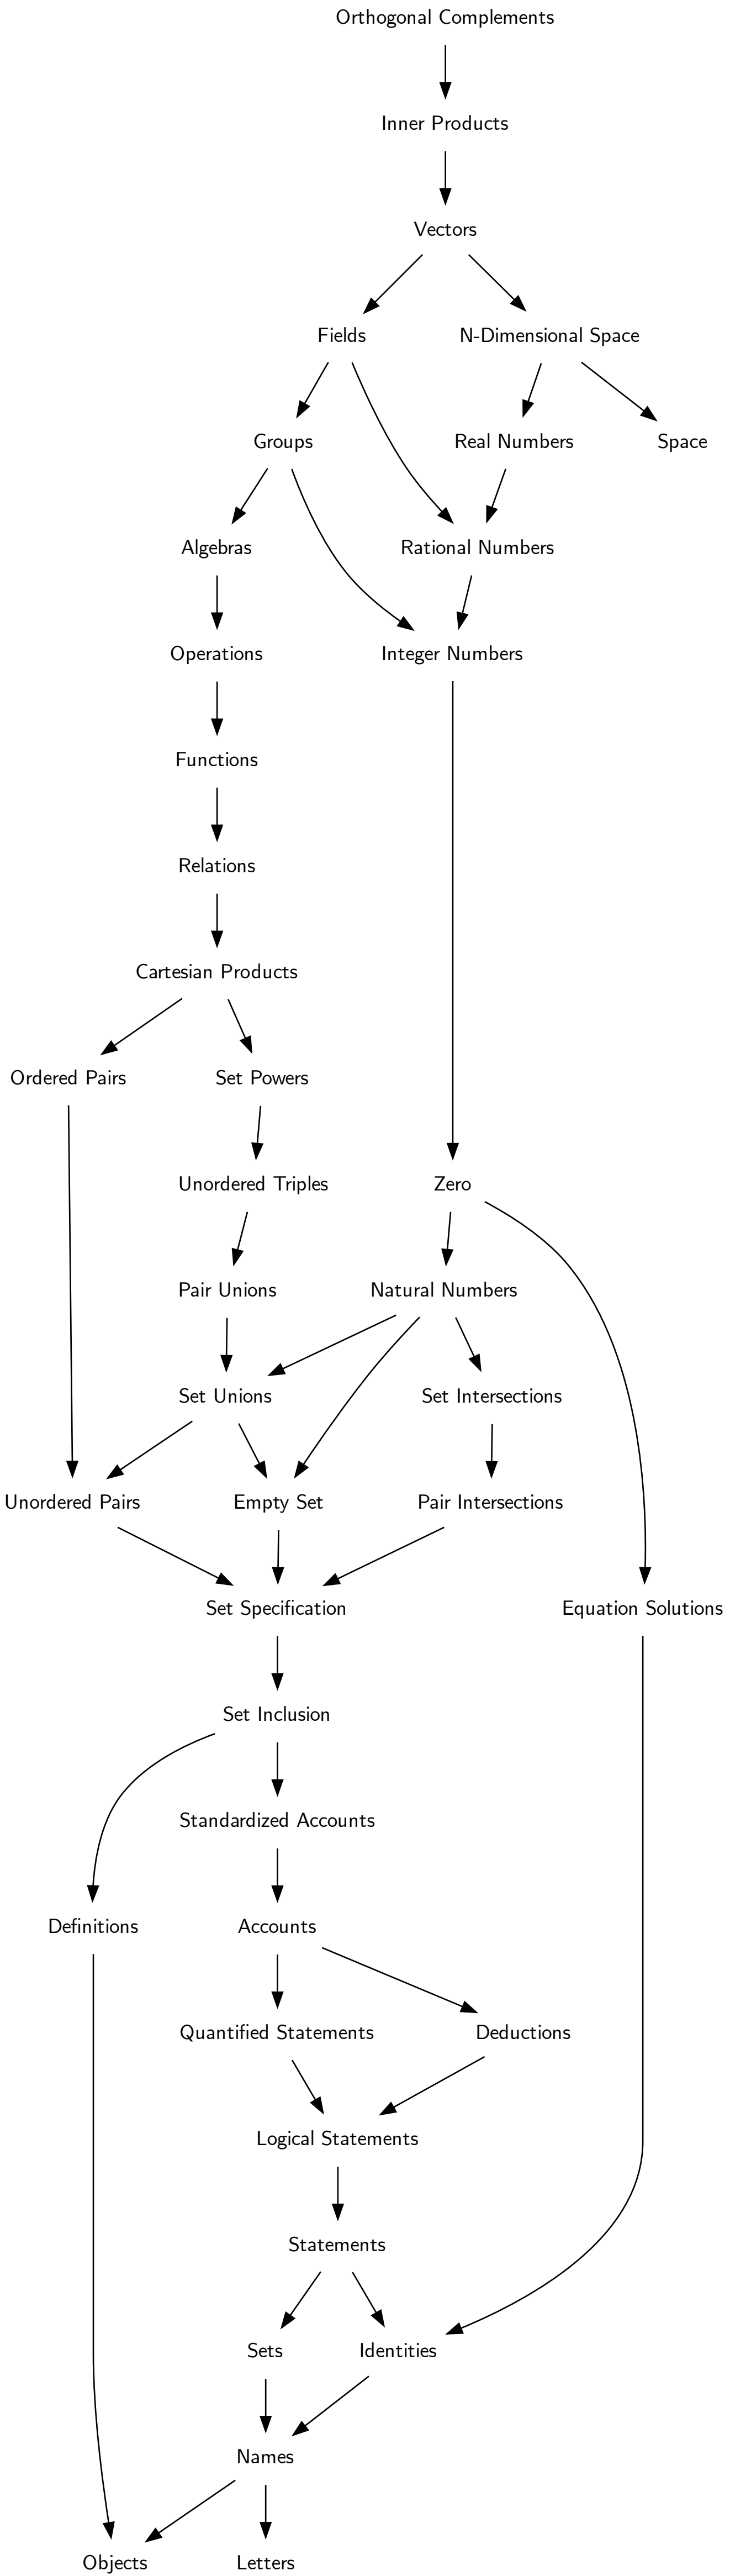 Orthogonal Complements
Inner Products
Vectors
Fields
N-Dimensional Space
Groups
Real Numbers
Space
Algebras
Rational Numbers
Operations
Integer Numbers
Functions
Relations
Cartesian Products
Ordered Pairs
Set Powers
Unordered Triples
Zero
Pair Unions
Natural Numbers
Set Unions
Set Intersections
Unordered Pairs
Empty Set
Pair Intersections
Set Specification
Equation Solutions
Set Inclusion
Standardized Accounts
Definitions
Accounts
Quantified Statements
Deductions
Logical Statements
Statements
Sets
Identities
Names
Objects
Letters